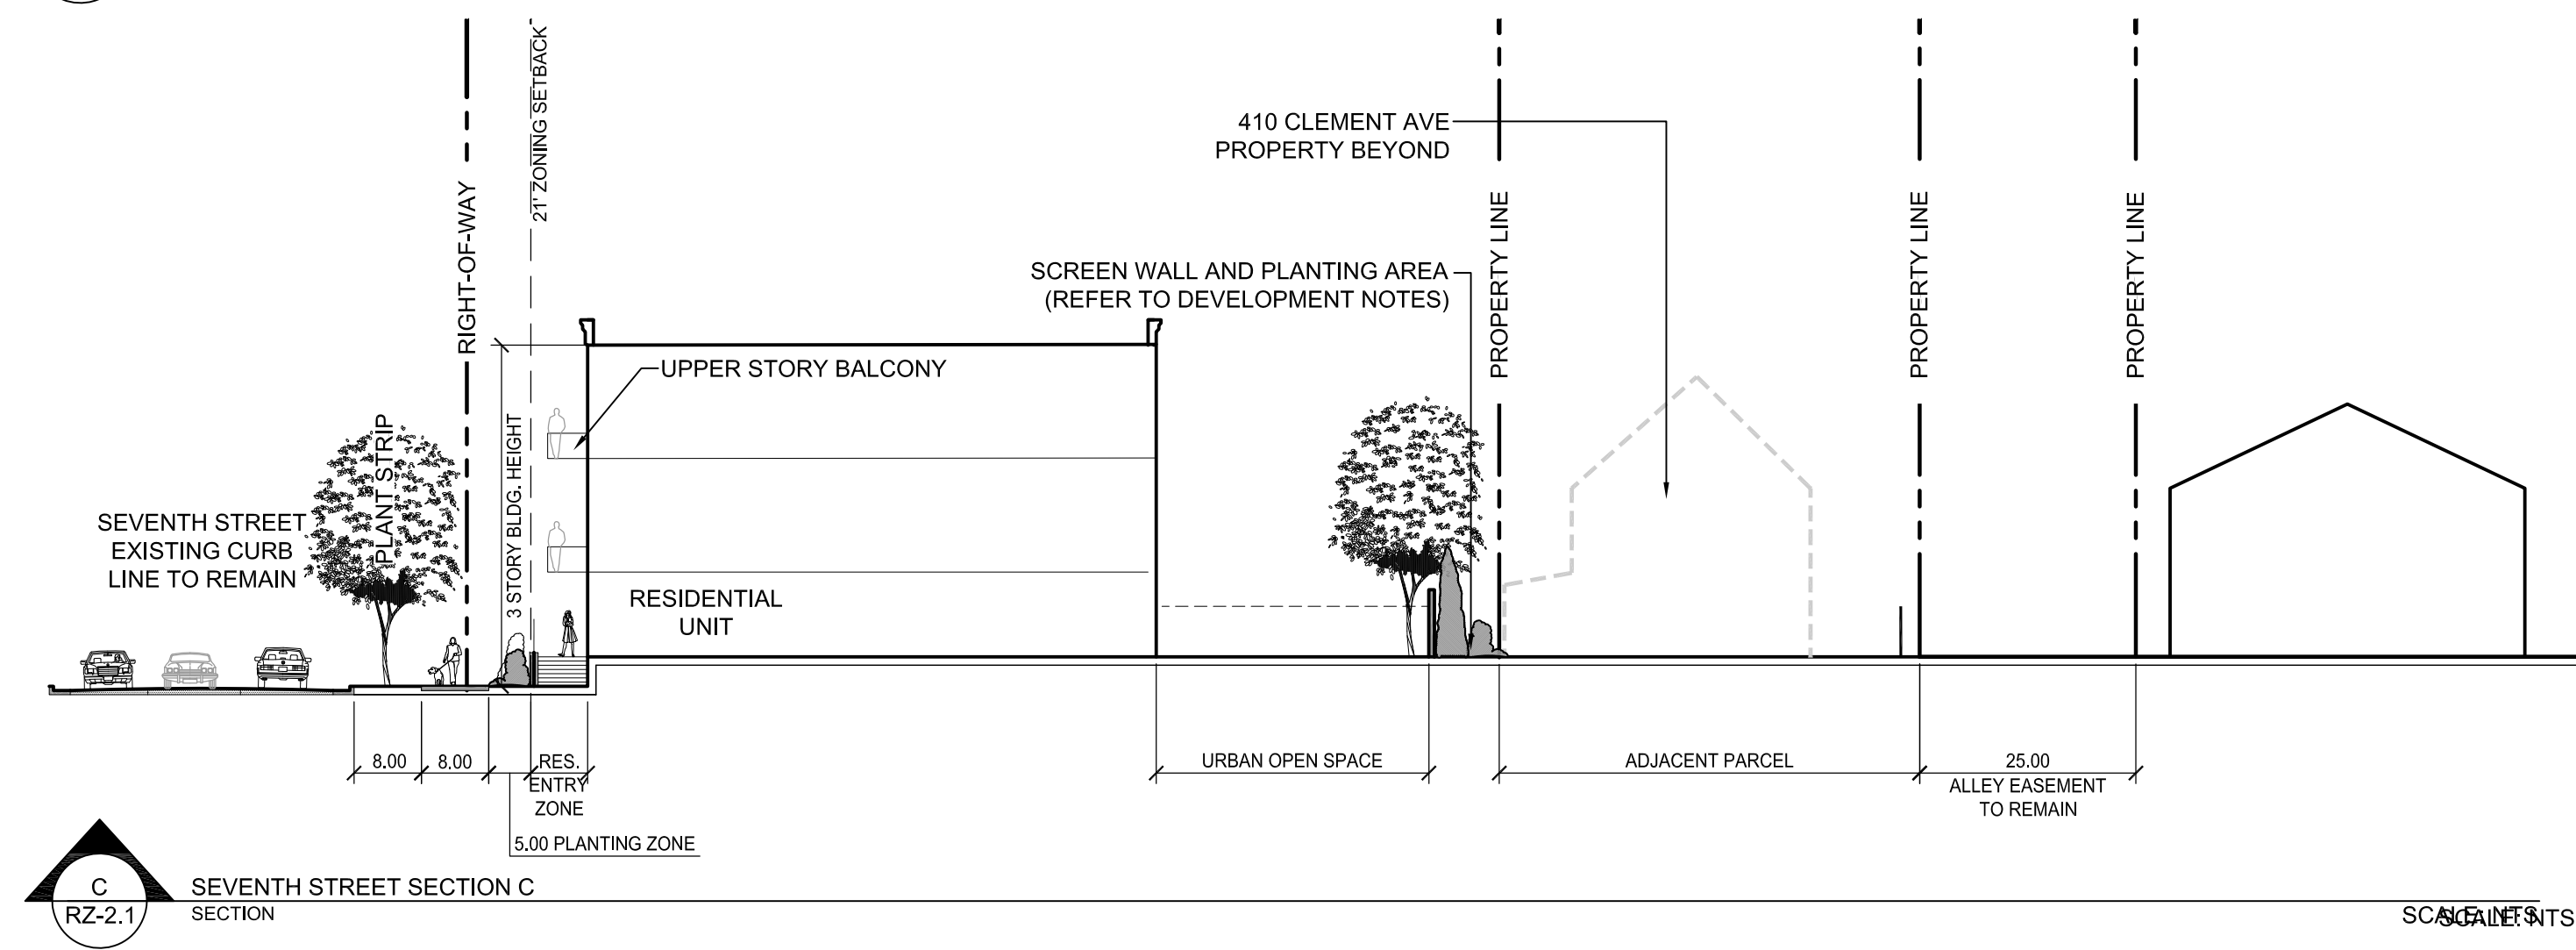 21' ZONING SETBACK
RIGHT-OF-WAY
410 CLEMENT AVE
PROPERTY BEYOND
PROPERTY LINE
PROPERTY LINE
PROPERTY LINE
SCREEN WALL AND PLANTING AREA
(REFER TO DEVELOPMENT NOTES)
UPPER STORY BALCONY
3 STORY BLDG. HEIGHT
PLANT STRIP
SEVENTH STREET
EXISTING CURB
LINE TO REMAIN
RESIDENTIAL
UNIT
8.00
8.00
RES.
ENTRY
ZONE
5.00 PLANTING ZONE
URBAN OPEN SPACE
ADJACENT PARCEL
25.00
ALLEY EASEMENT
TO REMAIN
C
RZ-2.1
SEVENTH STREET SECTION C
SECTION
SCALE: NTS
SCALE: NTS